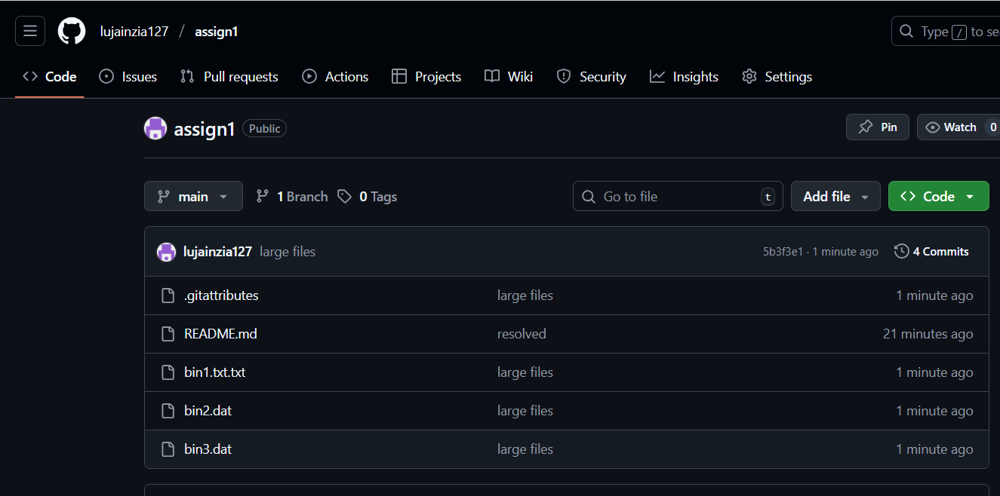 lujainzia127 / assign1
Type / to se
Code Issues Pull requests Actions Projects Wiki Security Insights Settings
assign1 Public Pin Watch 0
main 1 Branch 0 Tags Go to file t Add file Code
lujainzia127 large files 5b3f3e1 · 1 minute ago 4 Commits
.gitattributes large files 1 minute ago
README.md resolved 21 minutes ago
bin1.txt.txt large files 1 minute ago
bin2.dat large files 1 minute ago
bin3.dat large files 1 minute ago